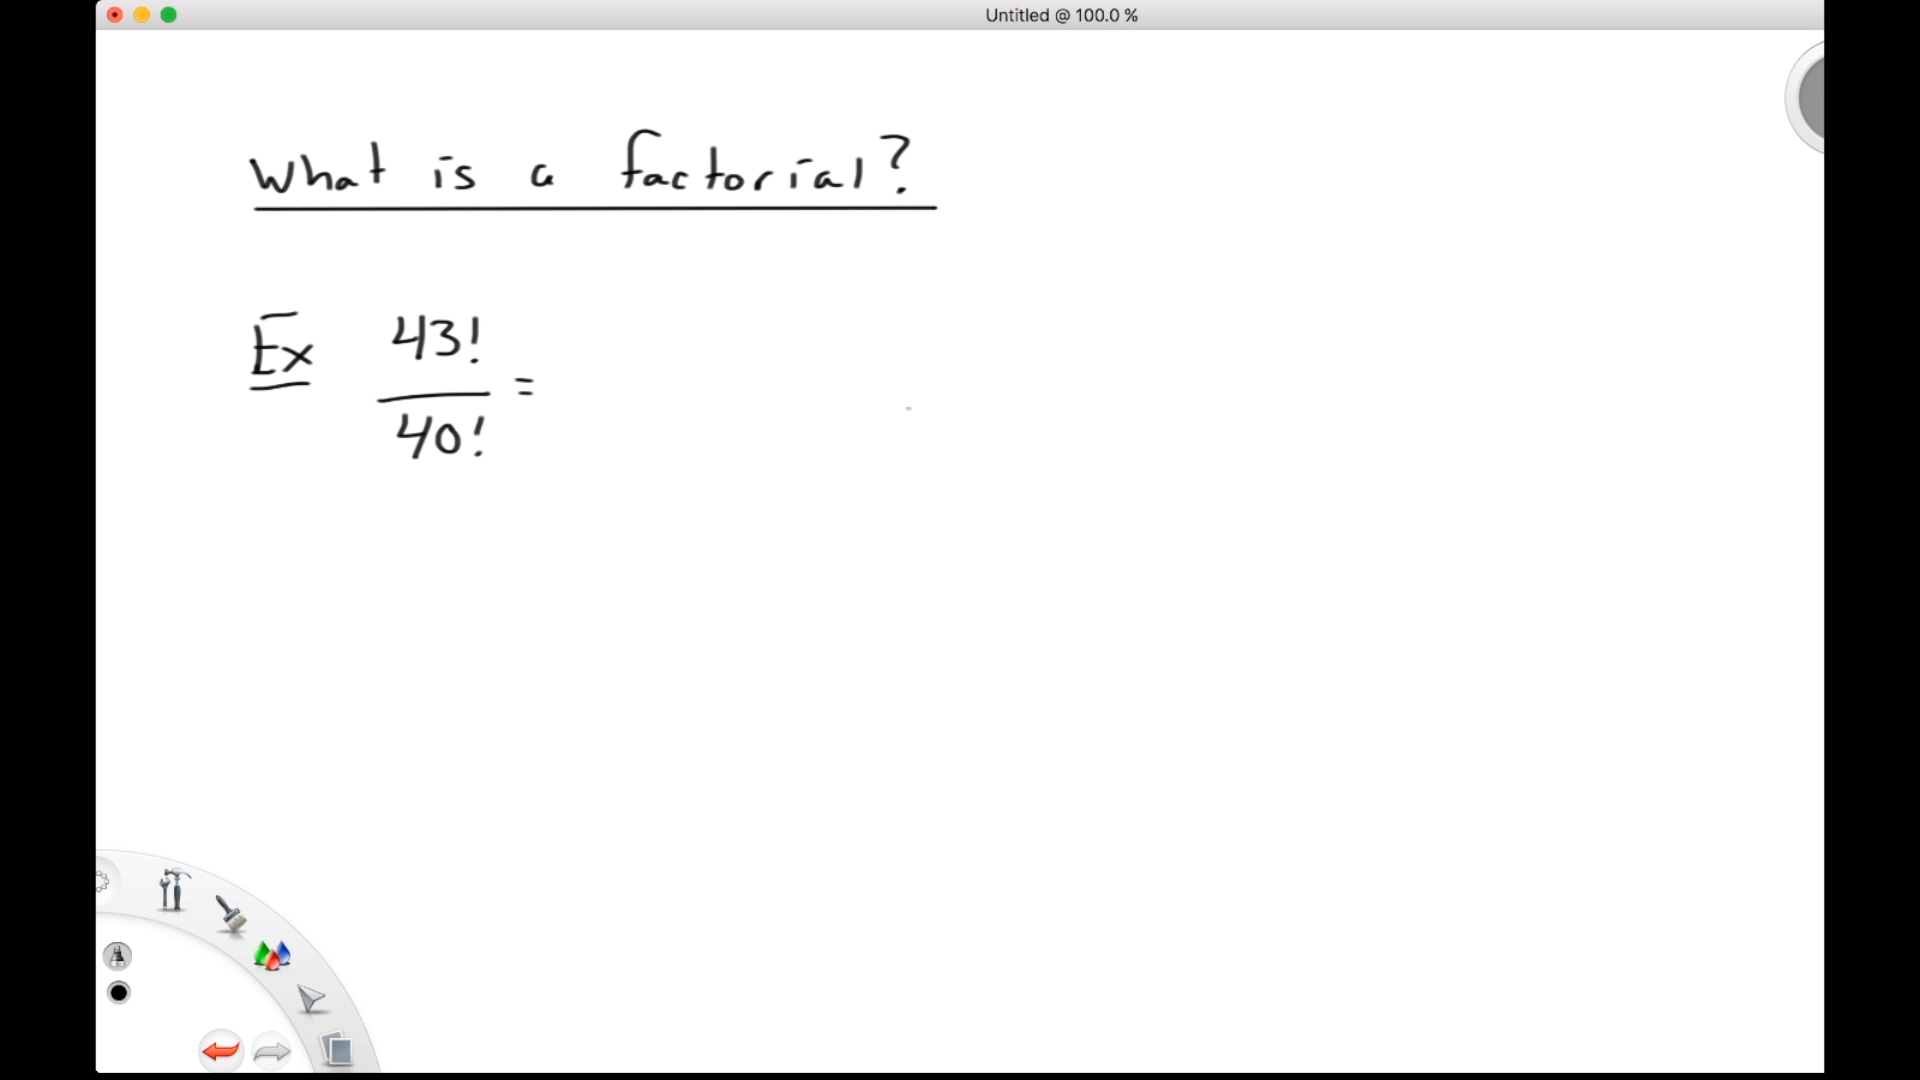 Untitled @ 100.0 %
What is a factorial?
Ex 43!
=
40!